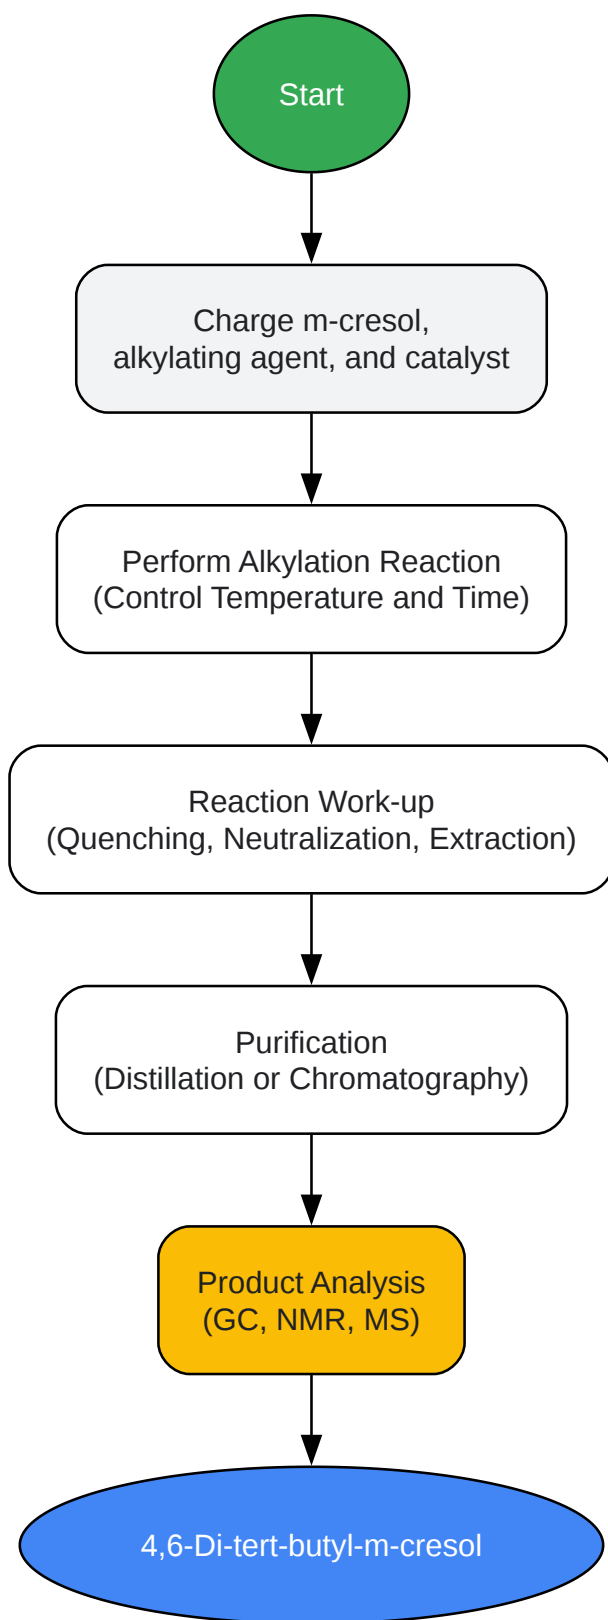 Start
Charge m-cresol,
alkylating agent, and catalyst
Perform Alkylation Reaction
(Control Temperature and Time)
Reaction Work-up
(Quenching, Neutralization, Extraction)
Purification
(Distillation or Chromatography)
Product Analysis
(GC, NMR, MS)
4,6-Di-tert-butyl-m-cresol